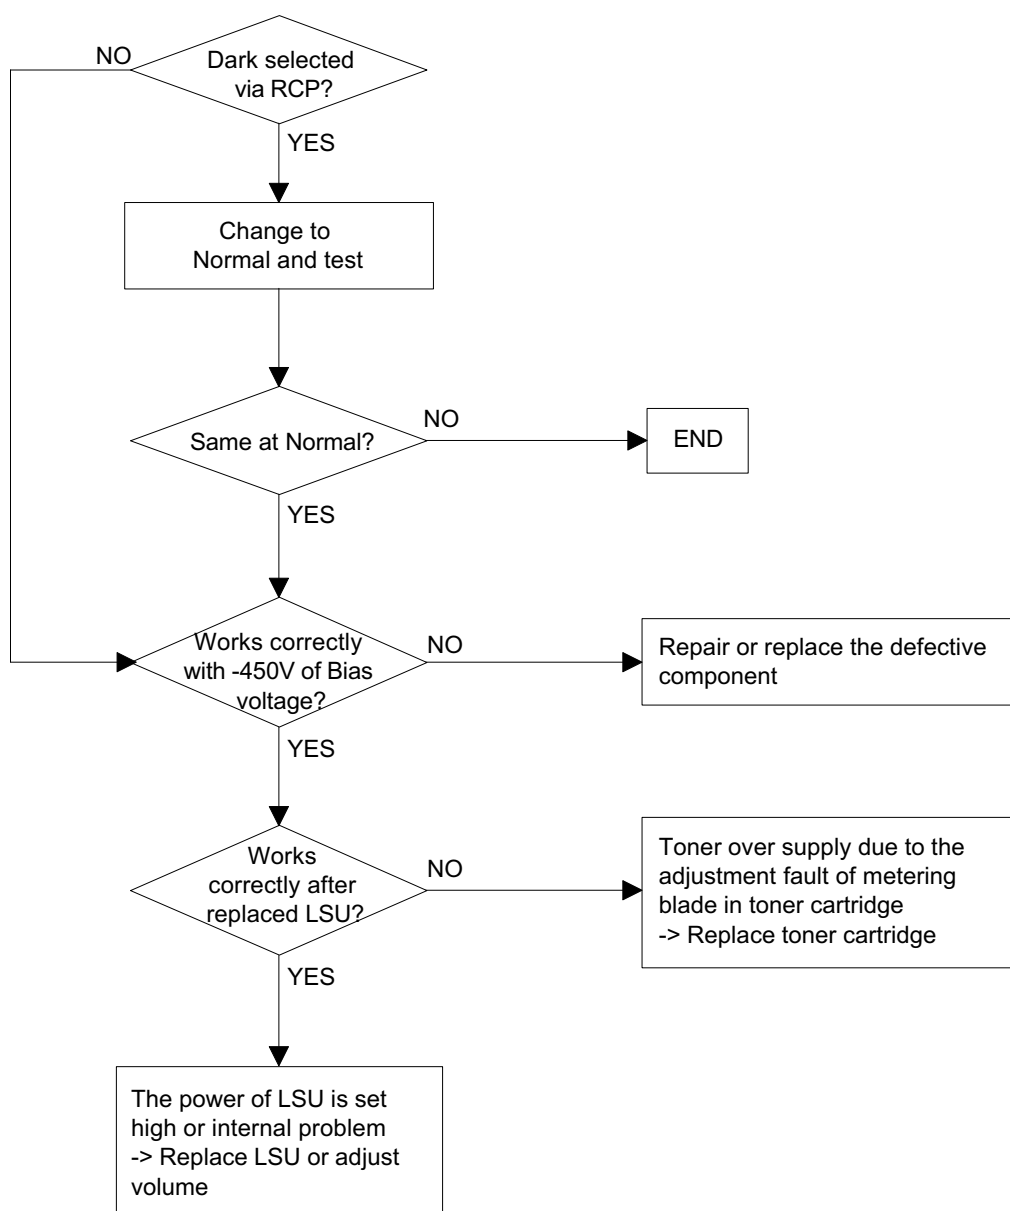 NO
Dark selected
via RCP?
YES
Change to
Normal and test
Same at Normal?
NO
END
YES
Works correctly
with -450V of Bias
voltage?
NO
Repair or replace the defective
component
YES
Works
correctly after
replaced LSU?
NO
Toner over supply due to the
adjustment fault of metering
blade in toner cartridge
-> Replace toner cartridge
YES
The power of LSU is set
high or internal problem
-> Replace LSU or adjust
volume